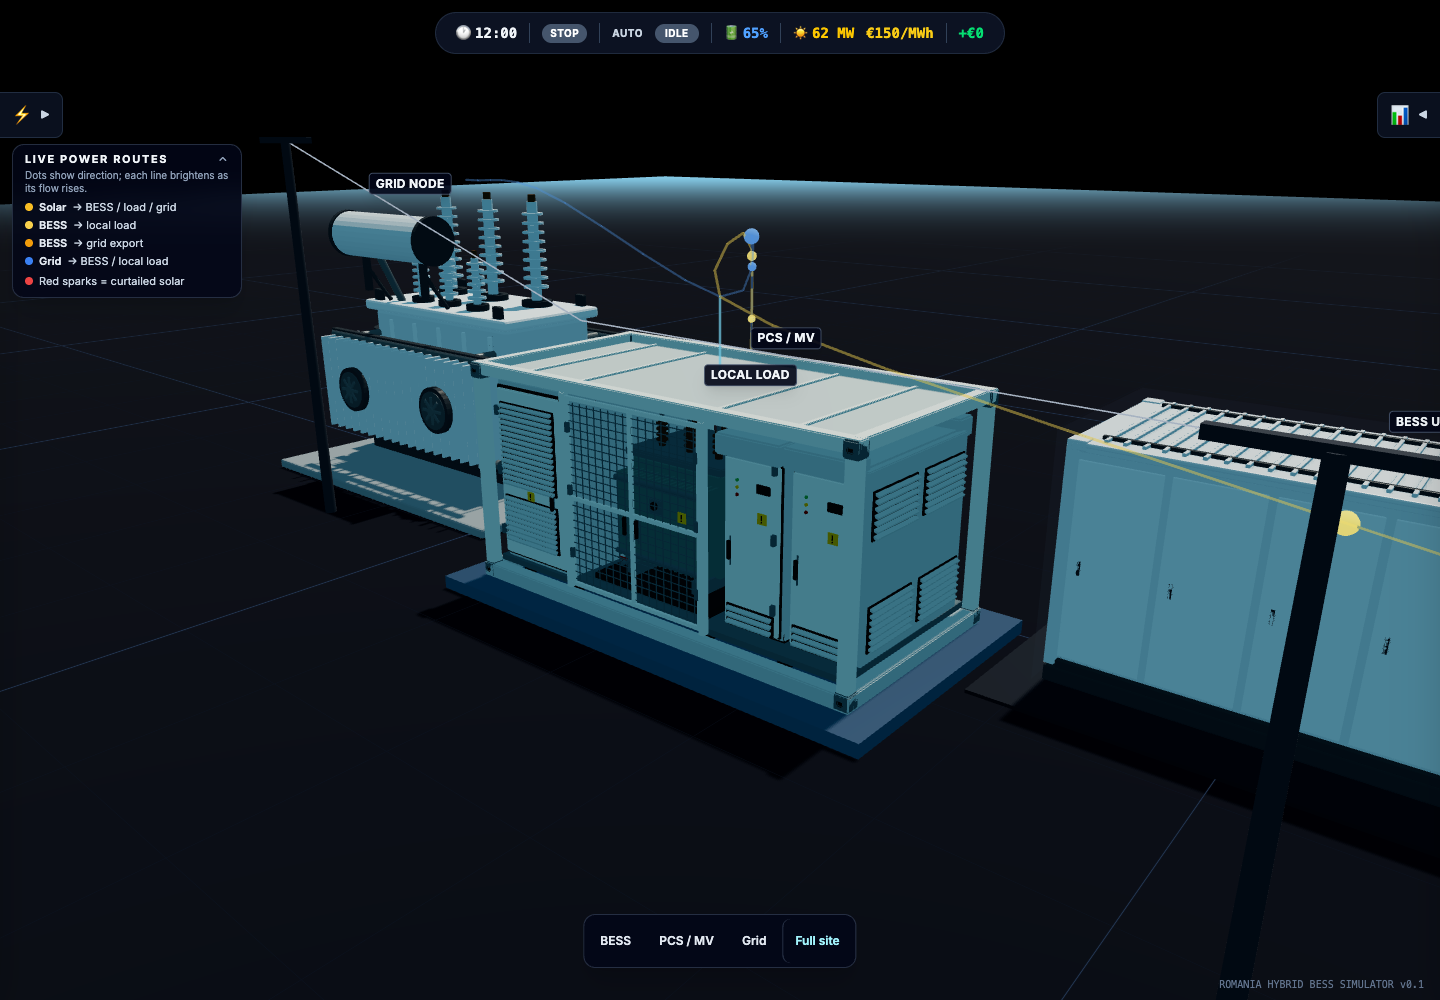 12:00 STOP AUTO IDLE 65% 62 MW €150/MWh +€0
LIVE POWER ROUTES
Dots show direction; each line brightens as
its flow rises.
Solar → BESS / load / grid
BESS → local load
BESS → grid export
Grid → BESS / local load
Red sparks = curtailed solar
GRID NODE
PCS / MV
LOCAL LOAD
BESS U
BESS PCS / MV Grid Full site
ROMANIA HYBRID BESS SIMULATOR v0.1